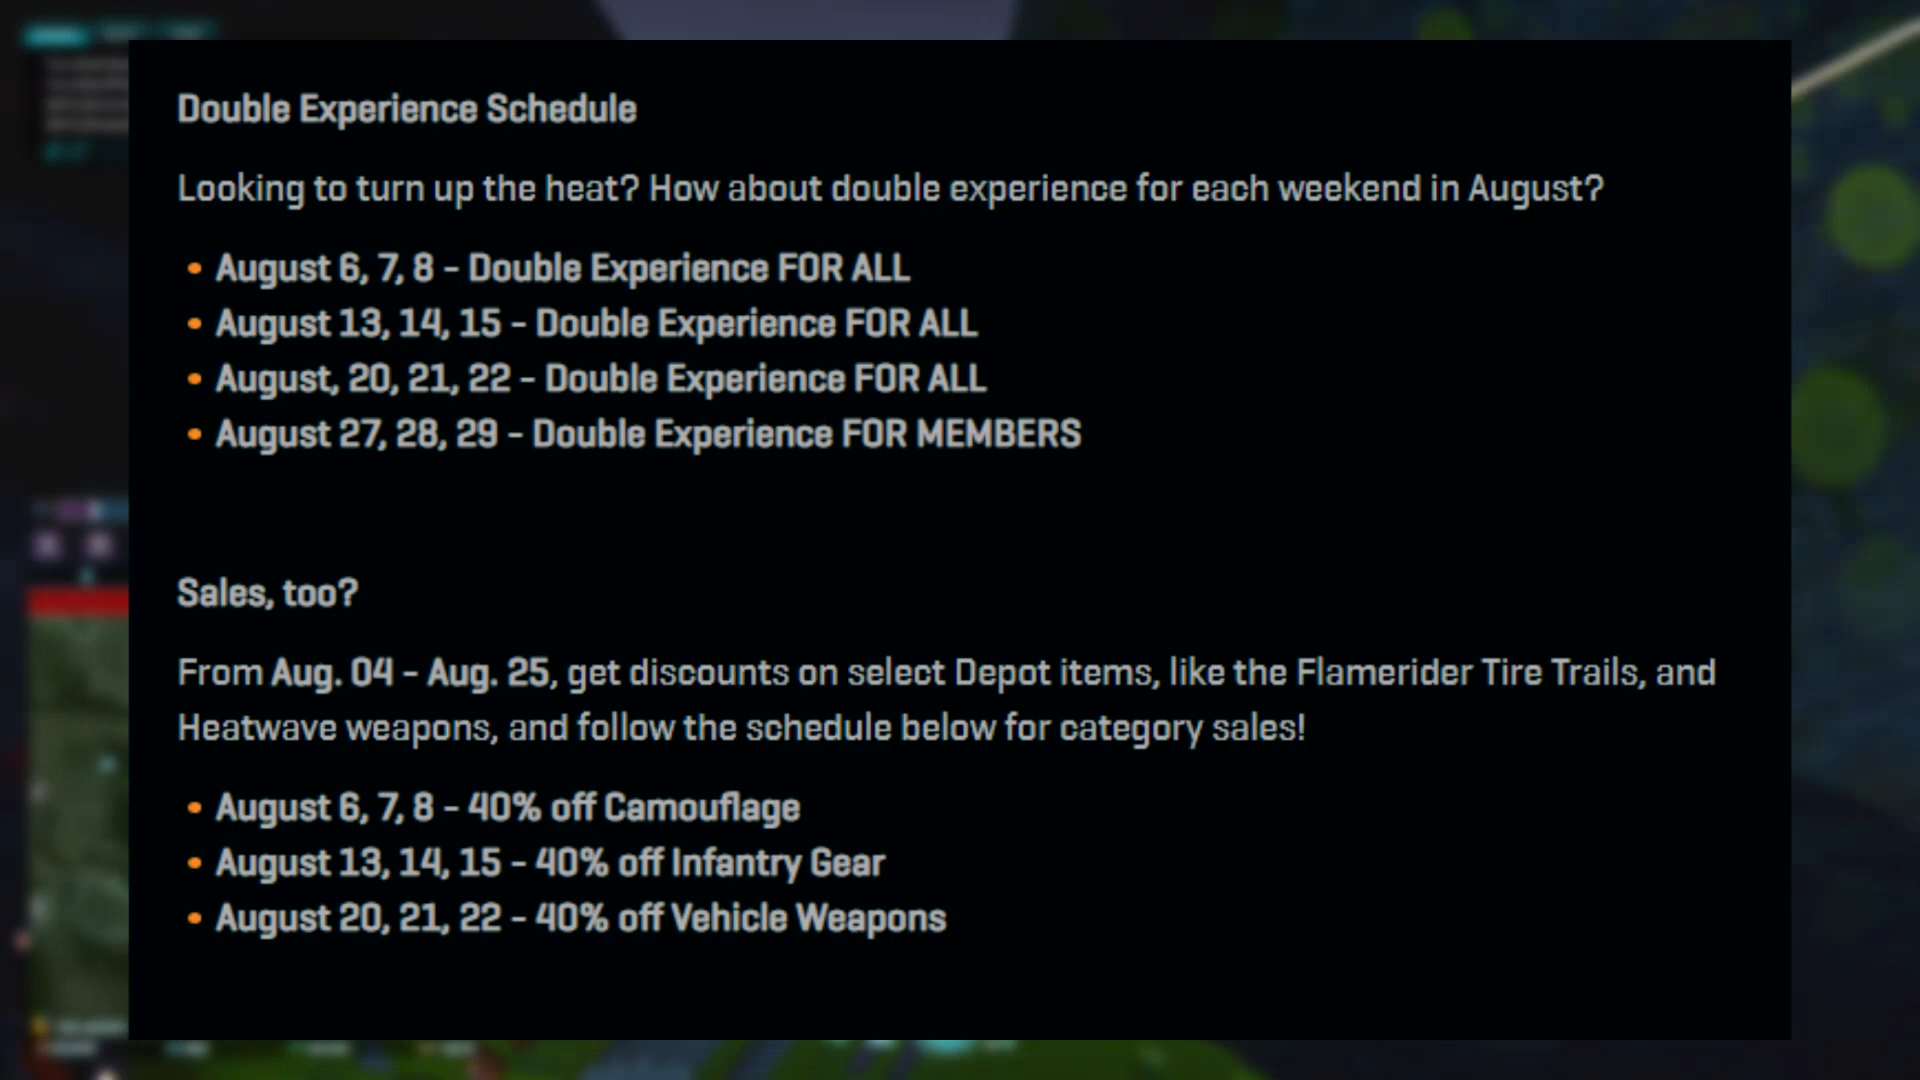 Double Experience Schedule
Looking to turn up the heat? How about double experience for each weekend in August?
• August 6, 7, 8 – Double Experience FOR ALL
• August 13, 14, 15 – Double Experience FOR ALL
• August, 20, 21, 22 – Double Experience FOR ALL
• August 27, 28, 29 – Double Experience FOR MEMBERS
Sales, too?
From Aug. 04 – Aug. 25, get discounts on select Depot items, like the Flamerider Tire Trails, and
Heatwave weapons, and follow the schedule below for category sales!
• August 6, 7, 8 – 40% off Camouflage
• August 13, 14, 15 – 40% off Infantry Gear
• August 20, 21, 22 – 40% off Vehicle Weapons